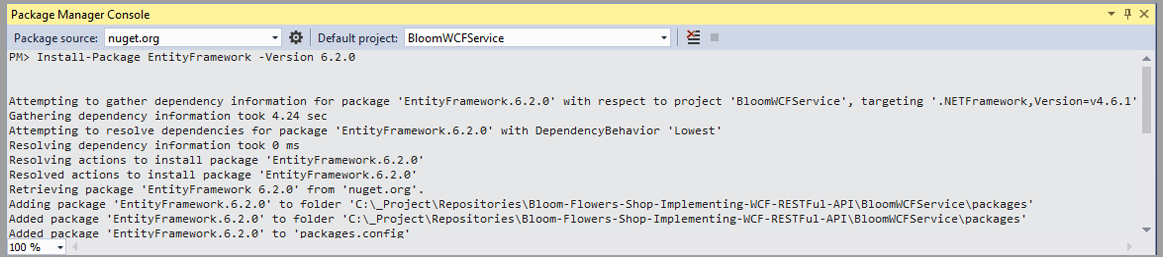 Package Manager Console
Package source: nuget.org Default project: BloomWCFService
PM> Install-Package EntityFramework -Version 6.2.0
Attempting to gather dependency information for package 'EntityFramework.6.2.0' with respect to project 'BloomWCFService', targeting '.NETFramework,Version=v4.6.1'
Gathering dependency information took 4.24 sec
Attempting to resolve dependencies for package 'EntityFramework.6.2.0' with DependencyBehavior 'Lowest'
Resolving dependency information took 0 ms
Resolving actions to install package 'EntityFramework.6.2.0'
Resolved actions to install package 'EntityFramework.6.2.0'
Retrieving package 'EntityFramework 6.2.0' from 'nuget.org'.
Adding package 'EntityFramework.6.2.0' to folder 'C:\_Project\Repositories\Bloom-Flowers-Shop-Implementing-WCF-RESTFul-API\BloomWCFService\packages'
Added package 'EntityFramework.6.2.0' to folder 'C:\_Project\Repositories\Bloom-Flowers-Shop-Implementing-WCF-RESTFul-API\BloomWCFService\packages'
Added package 'EntityFramework.6.2.0' to 'packages.config'
100 %